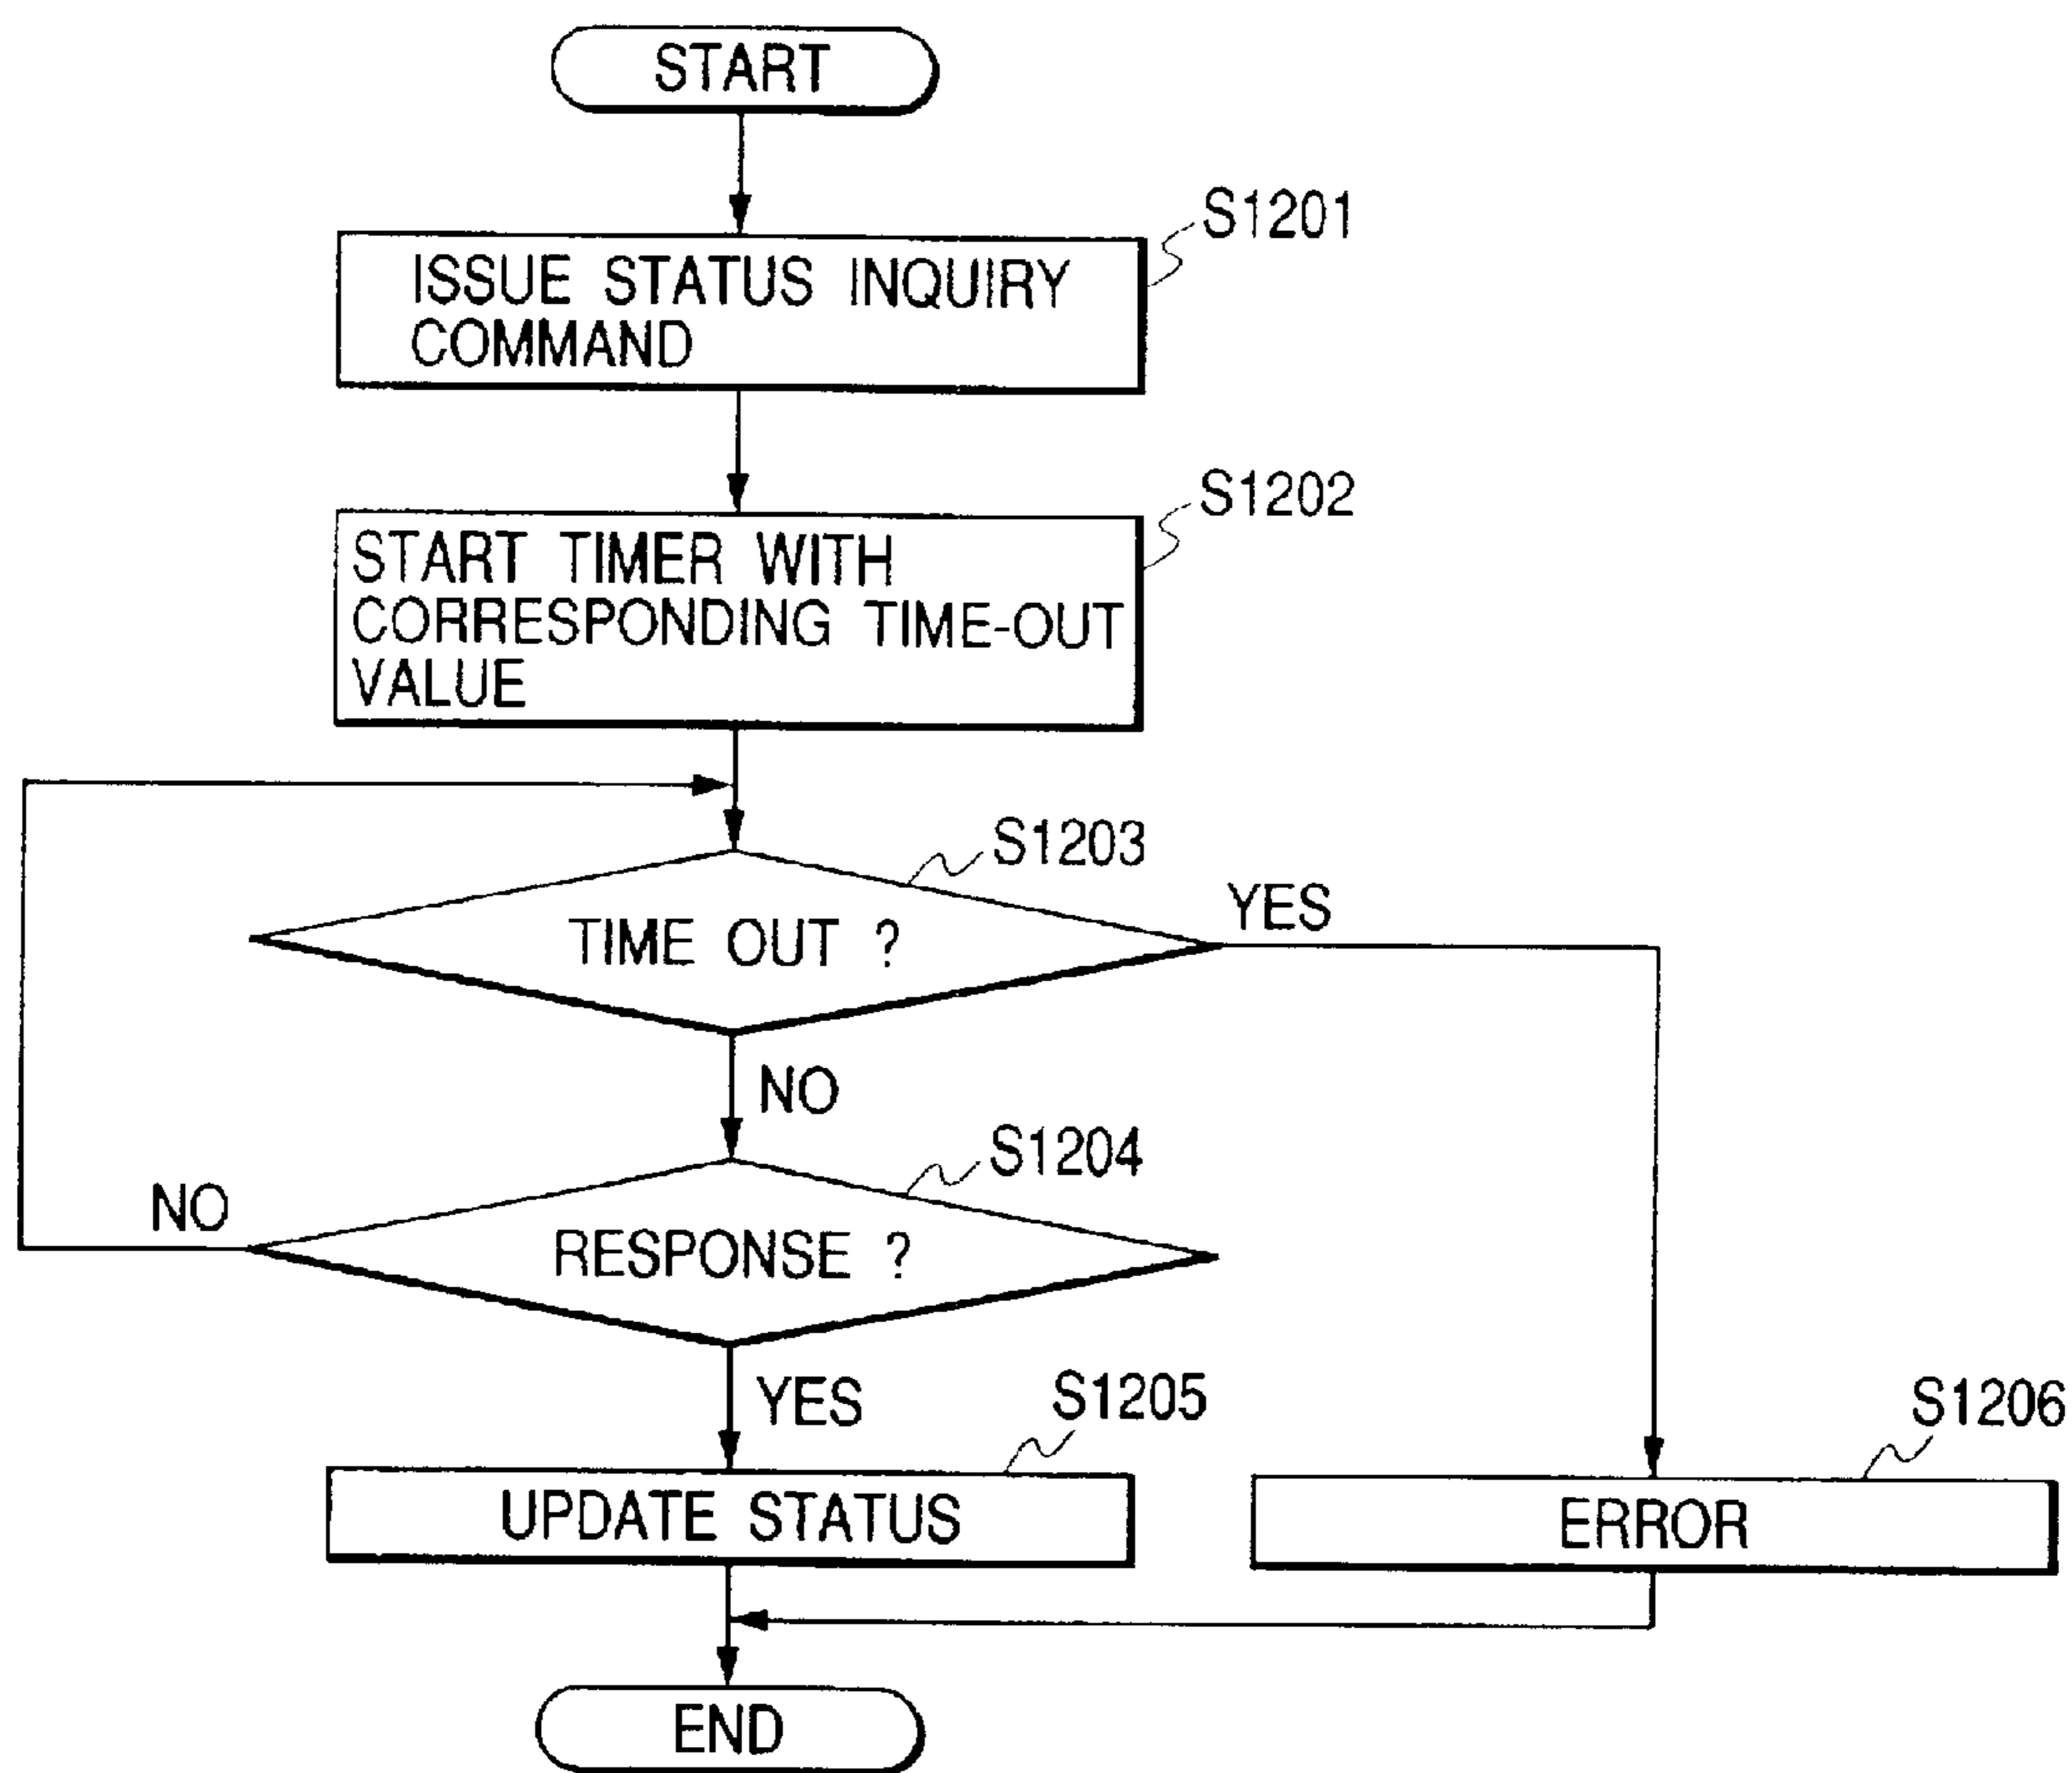 START
S1201
ISSUE STATUS INQUIRY
COMMAND
S1202
START TIMER WITH
CORRESPONDING TIME-OUT
VALUE
S1203
TIME OUT ?
YES
NO
S1204
NO
RESPONSE ?
YES
S1205
S1206
UPDATE STATUS
ERROR
END